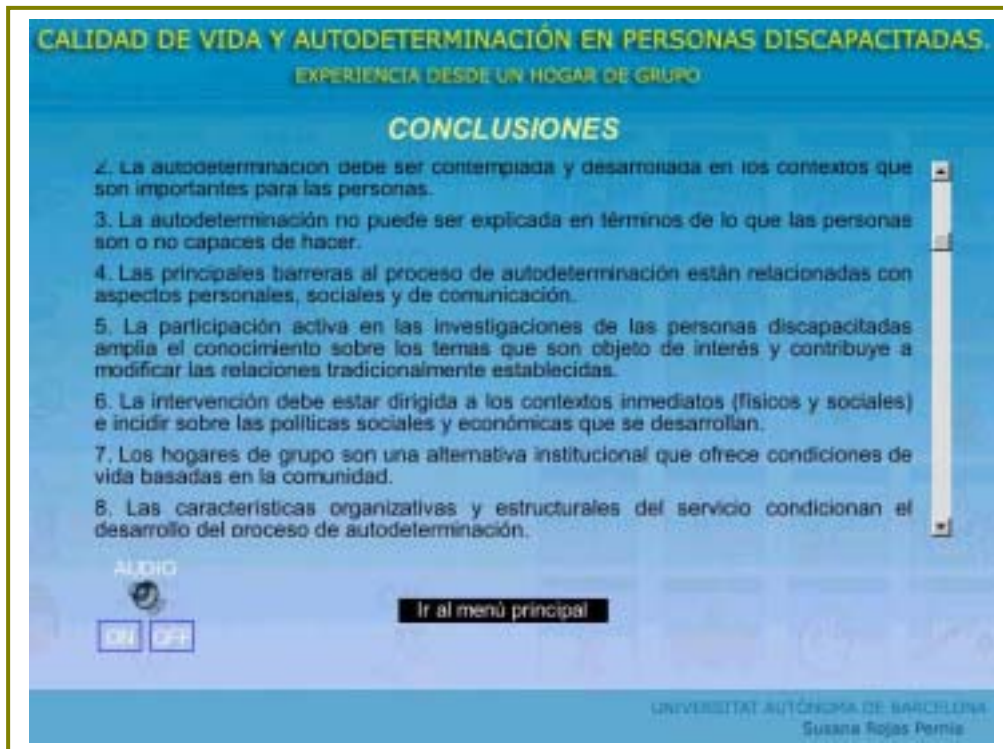 CALIDAD DE VIDA Y AUTODETERMINACIÓN EN PERSONAS DISCAPACITADAS.
EXPERIENCIA DESDE UN HOGAR DE GRUPO
CONCLUSIONES
2. La autodeterminación debe ser contemplada y desarrollada en los contextos que
son importantes para las personas.
3. La autodeterminación no puede ser explicada en términos de lo que las personas
son o no capaces de hacer.
4. Las principales barreras al proceso de autodeterminación están relacionadas con
aspectos personales, sociales y de comunicación.
5. La participación activa en las investigaciones de las personas discapacitadas
amplia el conocimiento sobre los temas que son objeto de interés y contribuye a
modificar las relaciones tradicionalmente establecidas.
6. La intervención debe estar dirigida a los contextos inmediatos (físicos y sociales)
e incidir sobre las políticas sociales y económicas que se desarrollan.
7. Los hogares de grupo son una alternativa institucional que ofrece condiciones de
vida basadas en la comunidad.
8. Las características organizativas y estructurales del servicio condicionan el
desarrollo del proceso de autodeterminación.
AUDIO
ON OFF
Ir al menú principal
UNIVERSITAT AUTÒNOMA DE BARCELONA
Susana Rojas Pernia